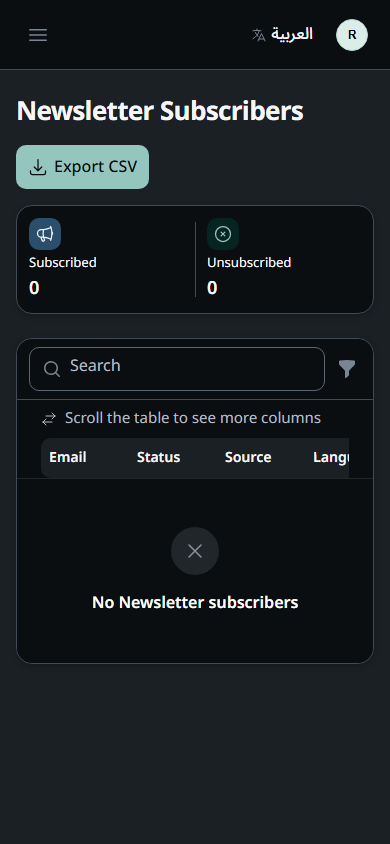 العربية
R
Newsletter Subscribers
Export CSV
Subscribed
0
Unsubscribed
0
Search
Scroll the table to see more columns
Email Status Source Langu
No Newsletter subscribers